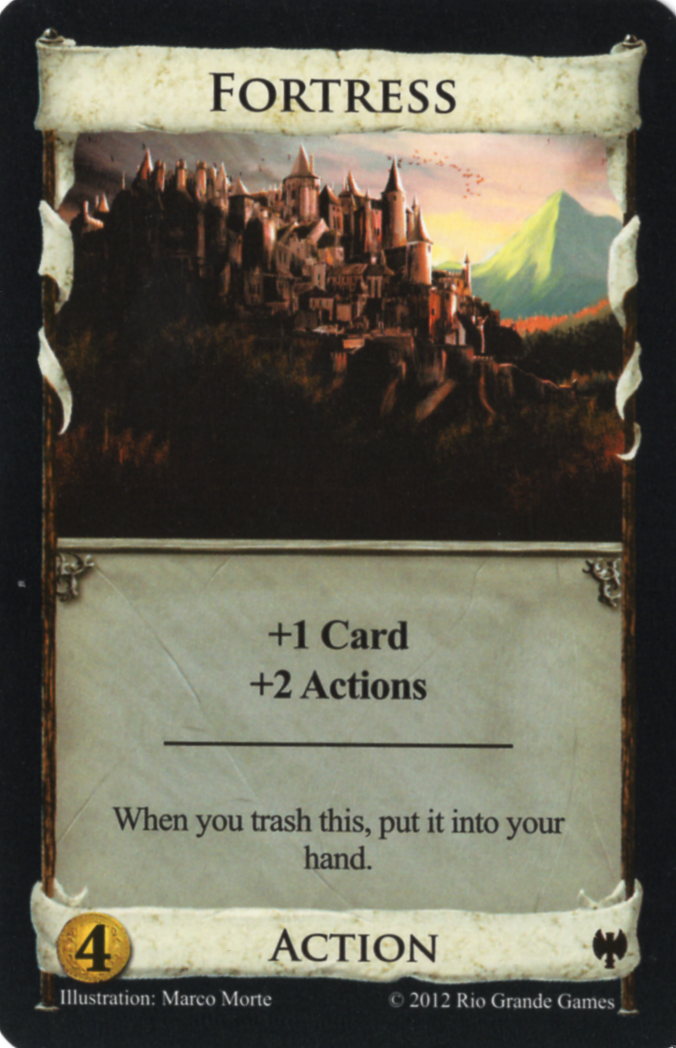 FORTRESS
+1 Card
+2 Actions
When you trash this, put it into your
hand.
4
ACTION
Illustration: Marco Morte
© 2012 Rio Grande Games